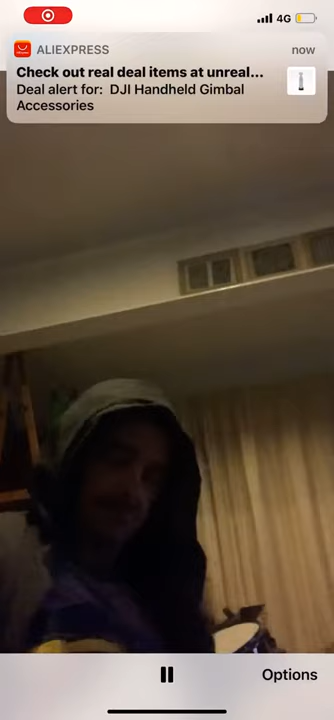 4G
ALIEXPRESS
now
Check out real deal items at unreal...
Deal alert for: DJI Handheld Gimbal
Accessories
Options